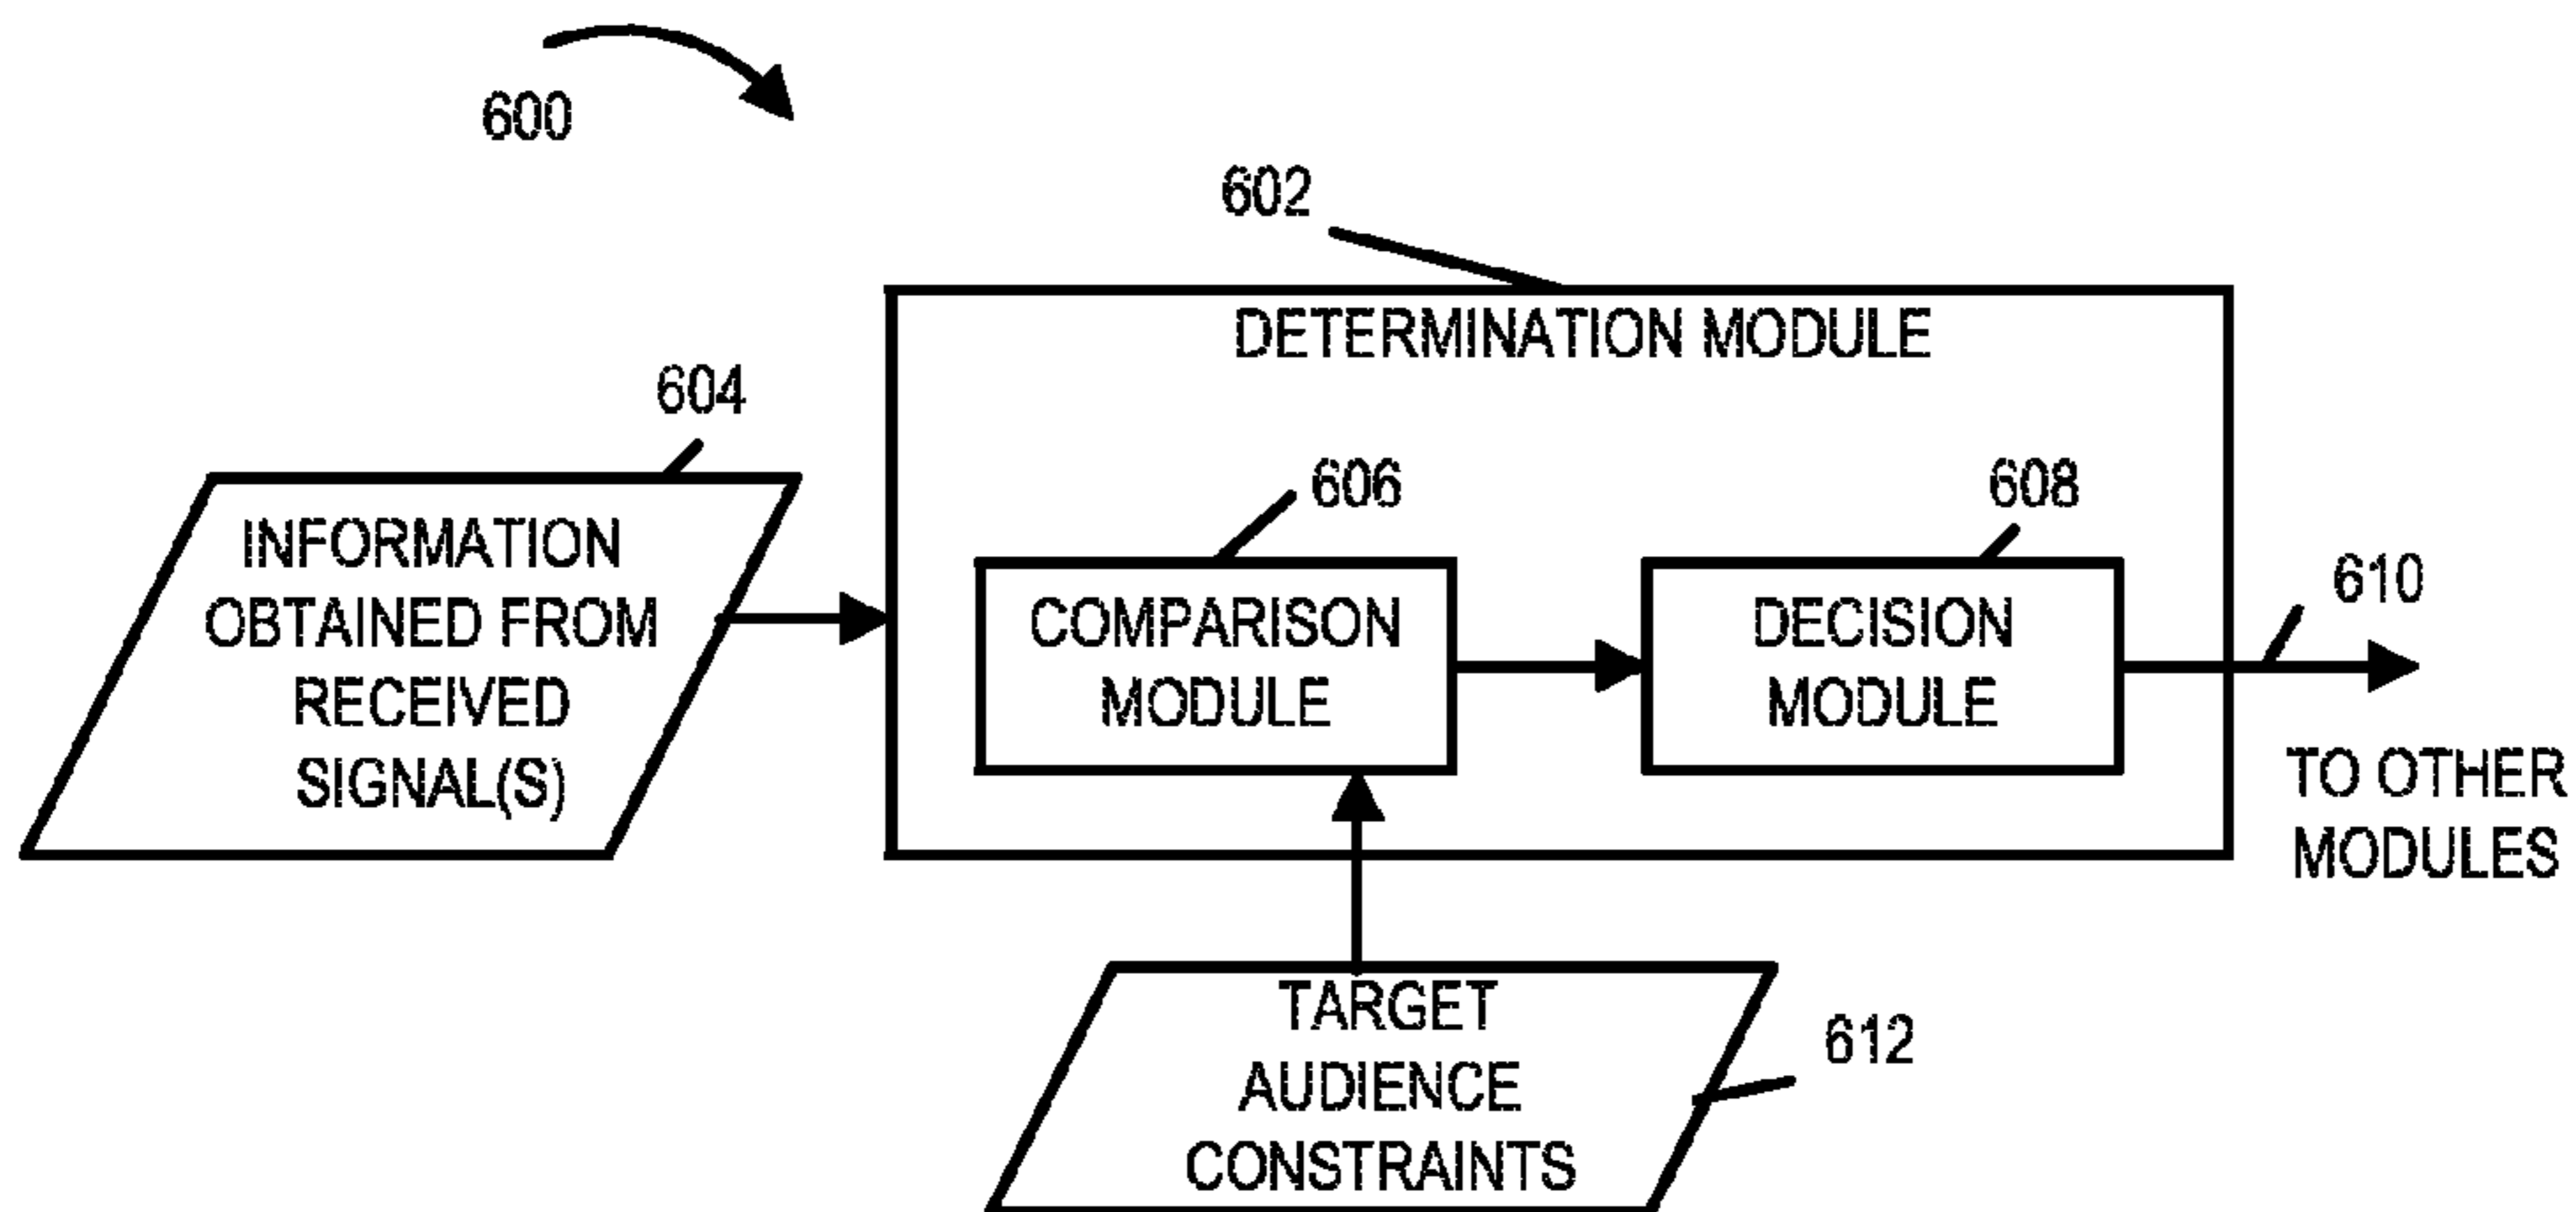 600
602
DETERMINATION MODULE
604
INFORMATION
OBTAINED FROM
RECEIVED
SIGNAL(S)
606
COMPARISON
MODULE
608
DECISION
MODULE
610
TO OTHER
MODULES
TARGET
AUDIENCE
CONSTRAINTS
612